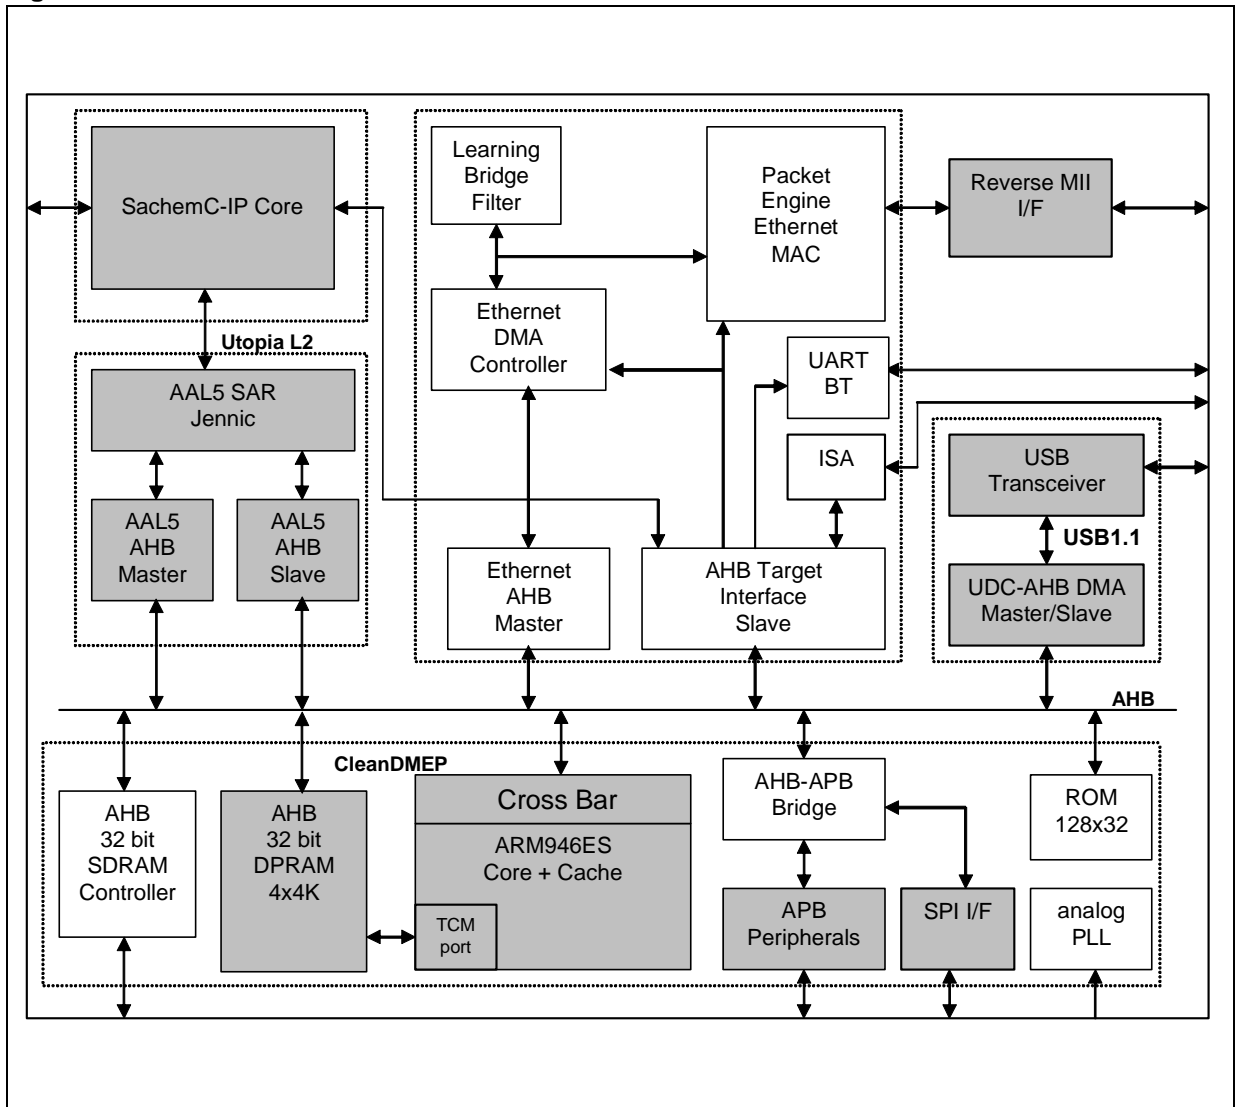 SachemC-IP Core
Learning
Bridge
Filter
Packet
Engine
Ethernet
MAC
Reverse MII
I/F
Utopia L2
Ethernet
DMA
Controller
UART
BT
AAL5 SAR
Jennic
ISA
USB
Transceiver
USB1.1
AAL5
AHB
Master
AAL5
AHB
Slave
Ethernet
AHB
Master
AHB Target
Interface
Slave
UDC-AHB DMA
Master/Slave
AHB
CleanDMEP
AHB
32 bit
SDRAM
Controller
AHB
32 bit
DPRAM
4x4K
Cross Bar
ARM946ES
Core + Cache
TCM
port
AHB-APB
Bridge
ROM
128x32
APB
Peripherals
SPI I/F
analog
PLL